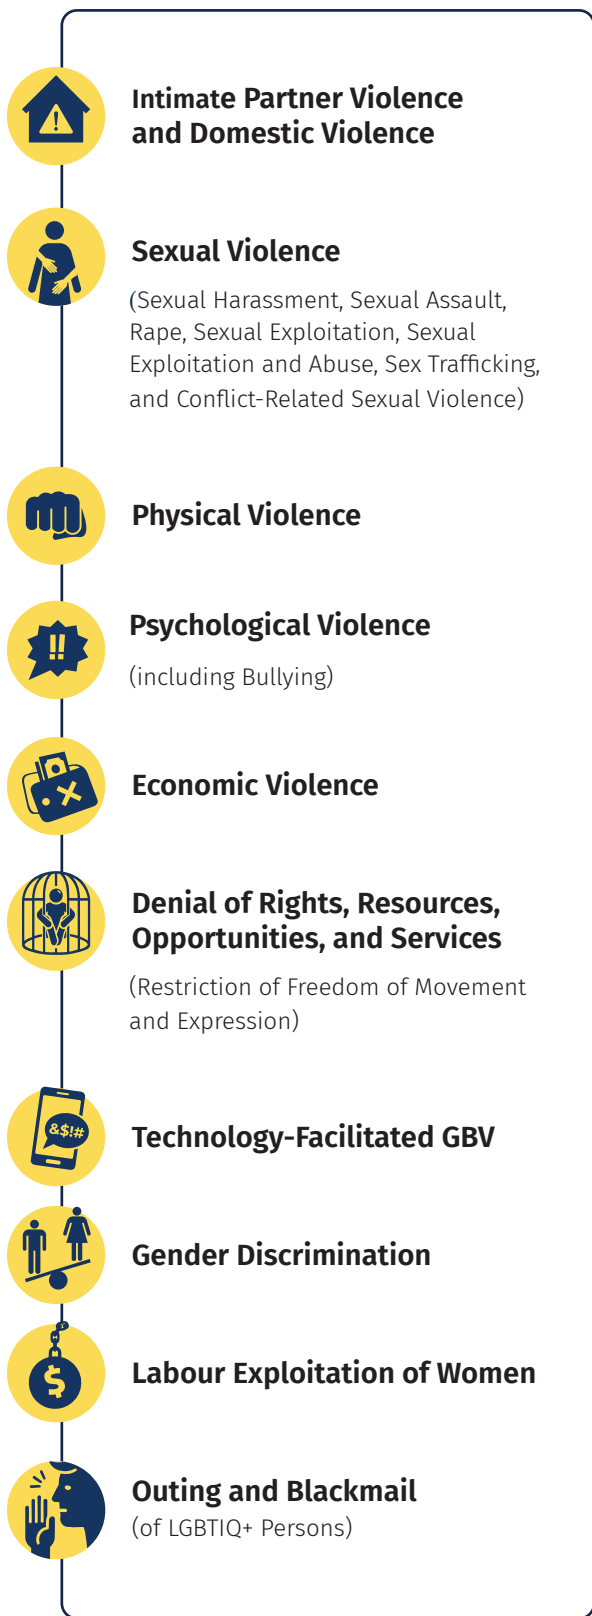 Intimate Partner Violence
and Domestic Violence
Sexual Violence
(Sexual Harassment, Sexual Assault,
Rape, Sexual Exploitation, Sexual
Exploitation and Abuse, Sex Trafficking,
and Conflict-Related Sexual Violence)
Physical Violence
!!
Psychological Violence
(including Bullying)
Economic Violence
Denial of Rights, Resources,
Opportunities, and Services
(Restriction of Freedom of Movement
and Expression)
&$!#
Technology-Facilitated GBV
Gender Discrimination
$
Labour Exploitation of Women
Outing and Blackmail
(of LGBTIQ+ Persons)